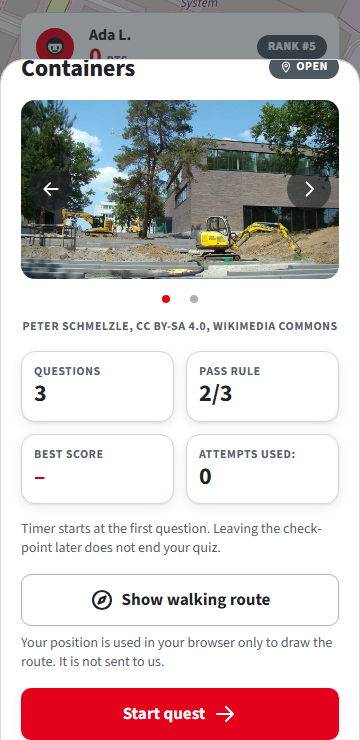 System
Ada L.
0 PTS
RANK #5
Containers
OPEN
PETER SCHMELZLE, CC BY-SA 4.0, WIKIMEDIA COMMONS
QUESTIONS
3
PASS RULE
2/3
BEST SCORE
–
ATTEMPTS USED:
0
Timer starts at the first question. Leaving the check-
point later does not end your quiz.
Show walking route
Your position is used in your browser only to draw the
route. It is not sent to us.
Start quest